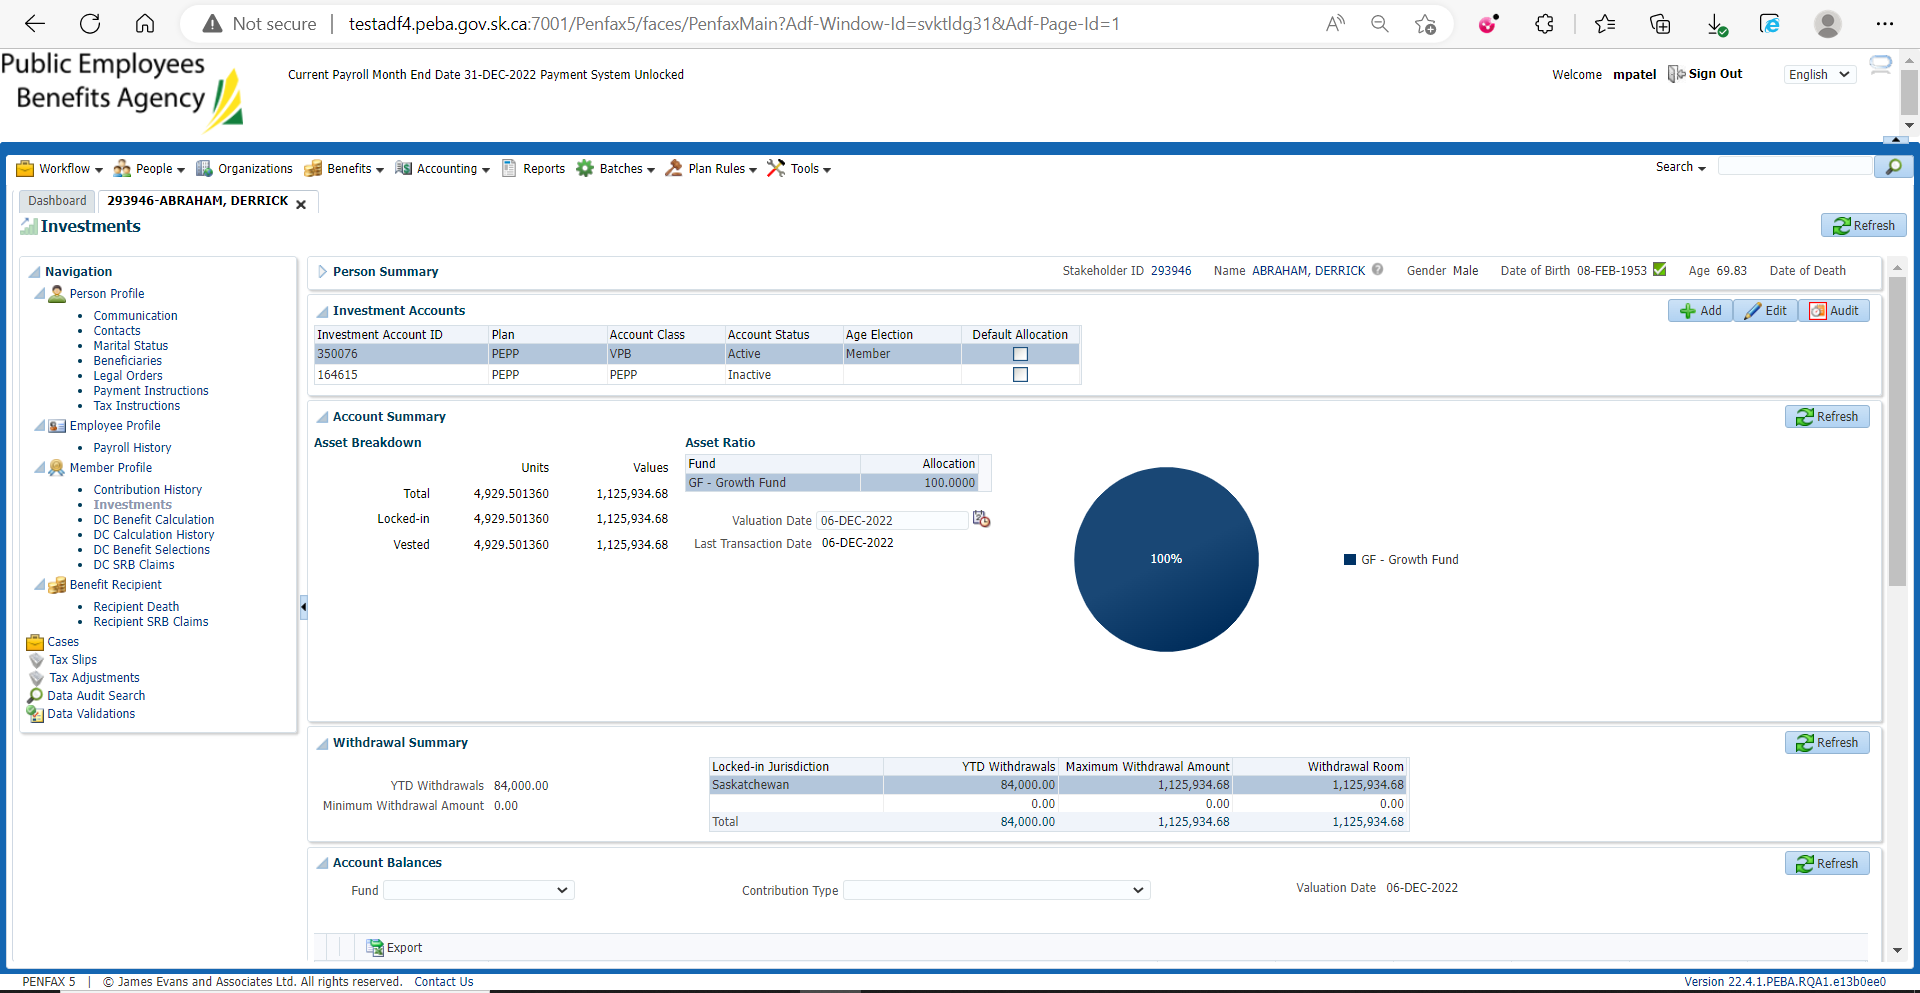 Not secure | testadf4.peba.gov.sk.ca:7001/Penfax5/faces/PenfaxMain?Adf-Window-Id=svktldg31&Adf-Page-Id=1
Public Employees
Benefits Agency
Current Payroll Month End Date 31-DEC-2022 Payment System Unlocked
Welcome mpatel Sign Out English
Workflow People Organizations Benefits Accounting Reports Batches Plan Rules Tools Search
Dashboard 293946-ABRAHAM, DERRICK
Investments
Refresh
Navigation
Person Profile
Communication
Contacts
Marital Status
Beneficiaries
Legal Orders
Payment Instructions
Tax Instructions
Employee Profile
Payroll History
Member Profile
Contribution History
Investments
DC Benefit Calculation
DC Calculation History
DC Benefit Selections
DC SRB Claims
Benefit Recipient
Recipient Death
Recipient SRB Claims
Cases
Tax Slips
Tax Adjustments
Data Audit Search
Data Validations
Person Summary Stakeholder ID 293946 Name ABRAHAM, DERRICK Gender Male Date of Birth 08-FEB-1953 Age 69.83 Date of Death
Investment Accounts Add Edit Audit
Investment Account ID Plan Account Class Account Status Age Election Default Allocation
350076 PEPP VPB Active Member
164615 PEPP PEPP Inactive
Account Summary Refresh
Asset Breakdown
Units Values
Total 4,929.501360 1,125,934.68
Locked-in 4,929.501360 1,125,934.68
Vested 4,929.501360 1,125,934.68
Asset Ratio
Fund Allocation
GF - Growth Fund 100.0000
Valuation Date 06-DEC-2022
Last Transaction Date 06-DEC-2022
100%
GF - Growth Fund
Withdrawal Summary Refresh
YTD Withdrawals 84,000.00
Minimum Withdrawal Amount 0.00
Locked-in Jurisdiction YTD Withdrawals Maximum Withdrawal Amount Withdrawal Room
Saskatchewan 84,000.00 1,125,934.68 1,125,934.68
0.00 0.00 0.00
Total 84,000.00 1,125,934.68 1,125,934.68
Account Balances Refresh
Fund Contribution Type Valuation Date 06-DEC-2022
Export
PENFAX 5 | © James Evans and Associates Ltd. All rights reserved. Contact Us Version 22.4.1.PEBA.RQA1.e13b0ee0